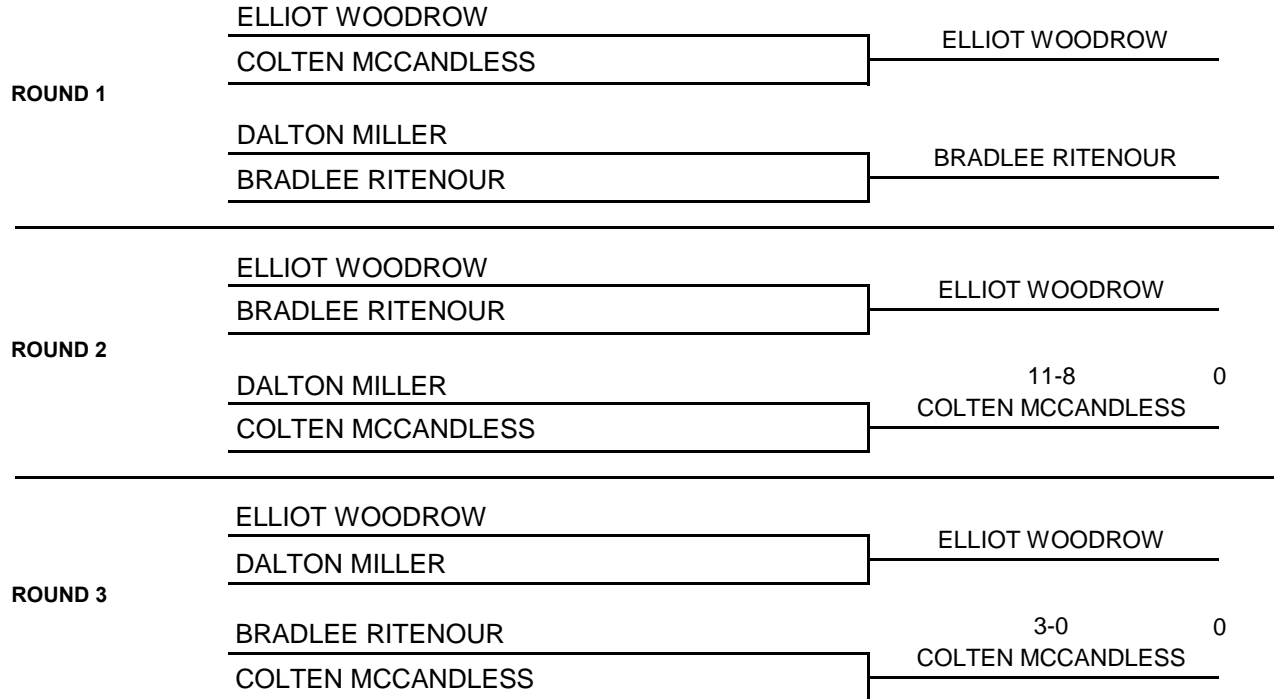 ELLIOT WOODROW
ELLIOT WOODROW
COLTEN MCCANDLESS
ROUND 1
DALTON MILLER
BRADLEE RITENOUR
BRADLEE RITENOUR
ELLIOT WOODROW
ELLIOT WOODROW
BRADLEE RITENOUR
ROUND 2
DALTON MILLER
11-8 0
COLTEN MCCANDLESS
COLTEN MCCANDLESS
ELLIOT WOODROW
ELLIOT WOODROW
DALTON MILLER
ROUND 3
BRADLEE RITENOUR
3-0 0
COLTEN MCCANDLESS
COLTEN MCCANDLESS